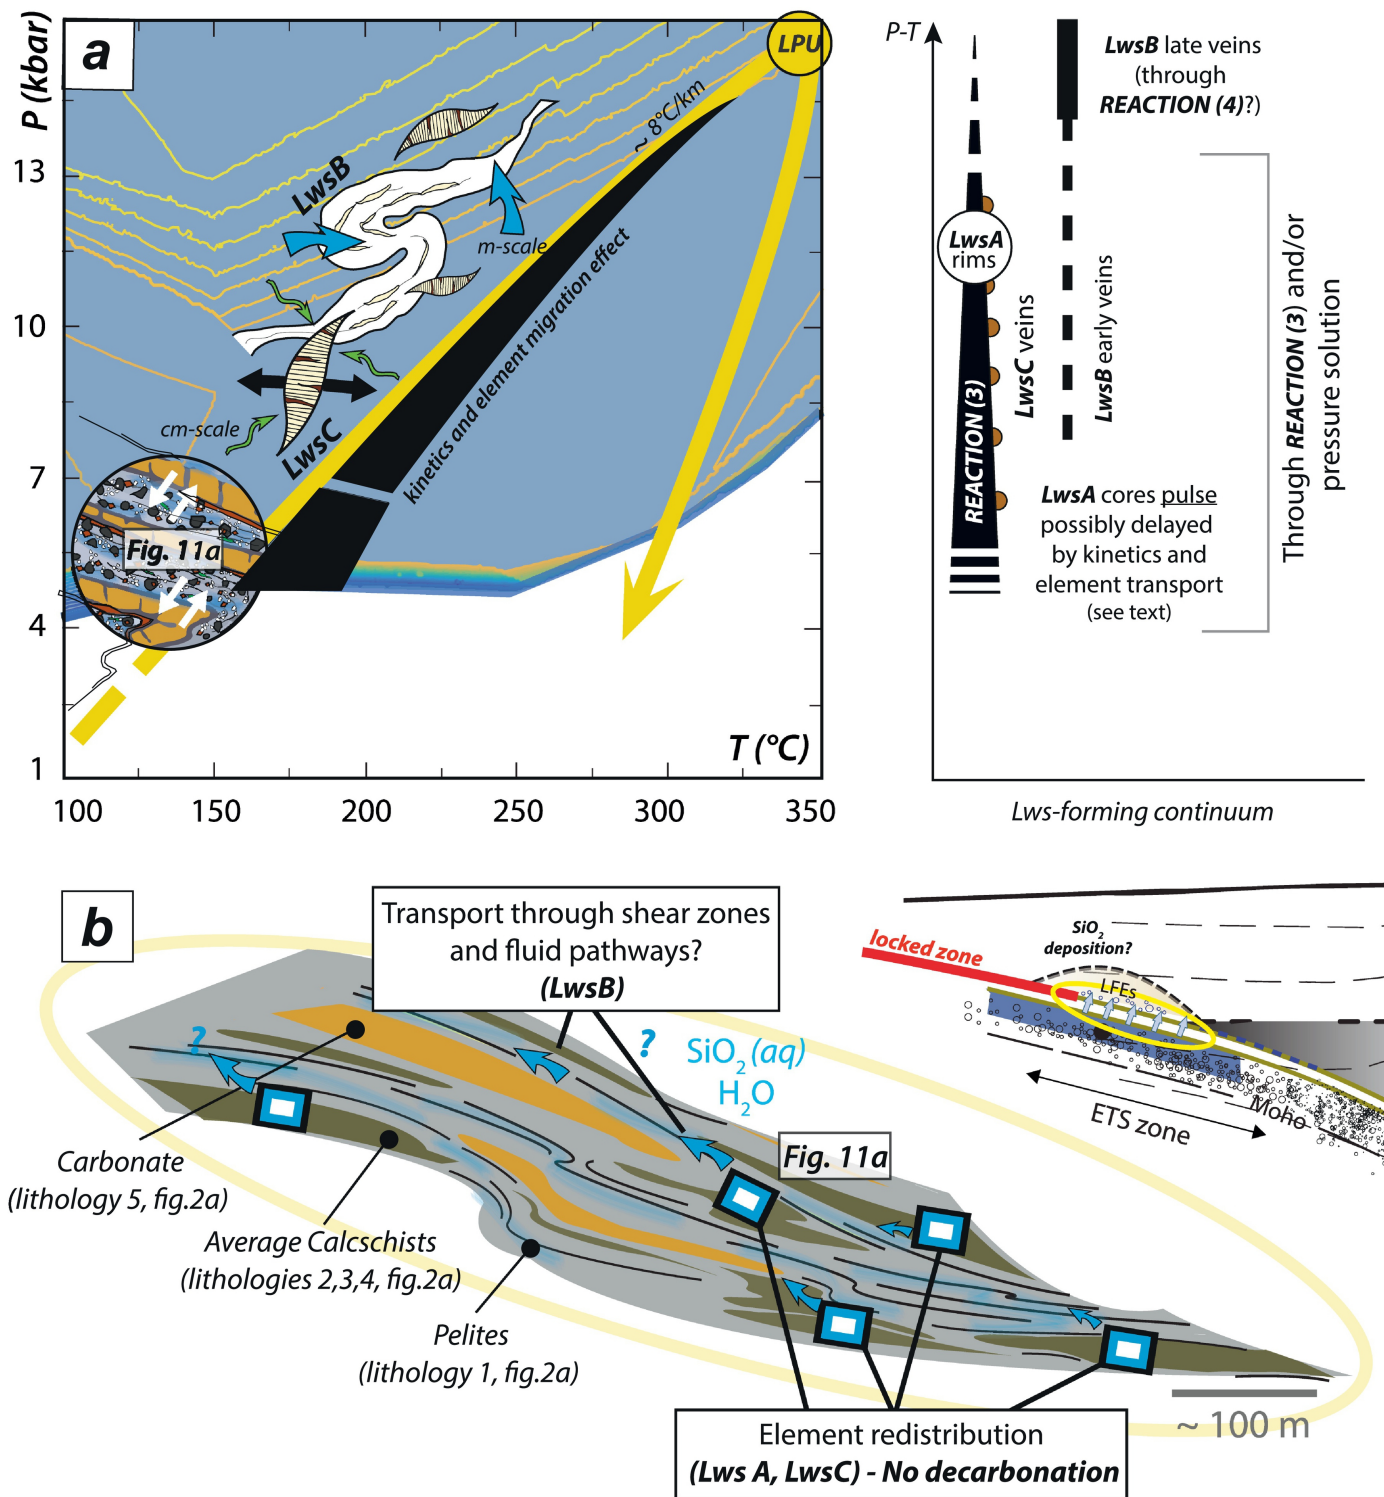 a
P (kbar)
13
10
7
4
1
100
150
200
250
300
350
T (°C)
LPU
~ 8°C/km
LwsB
m-scale
kinetics and element migration effect
cm-scale
LwsC
Fig. 11a
P-T
LwsB late veins
(through
REACTION (4)?)
LwsA
rims
REACTION (3)
LwsC veins
LwsB early veins
LwsA cores pulse
possibly delayed
by kinetics and
element transport
(see text)
Through REACTION (3) and/or
pressure solution
Lws-forming continuum
b
Transport through shear zones
and fluid pathways?
(LwsB)
?
?
SiO2 (aq)
H2O
Fig. 11a
Carbonate
(lithology 5, fig.2a)
Average Calcschists
(lithologies 2,3,4, fig.2a)
Pelites
(lithology 1, fig.2a)
Element redistribution
(Lws A, LwsC) - No decarbonation
~ 100 m
SiO2
deposition?
locked zone
LFEs
ETS zone
Moho